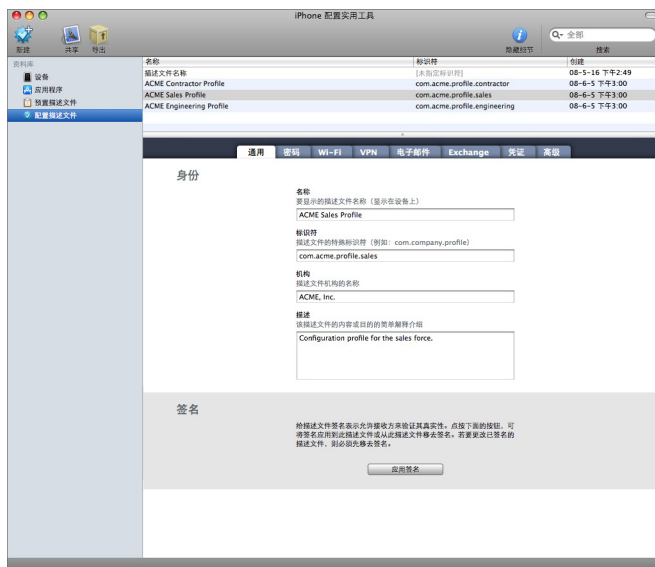 iPhone 配置实用工具
新建 共享 导出 隐藏细节 全部 搜索
资料库
设备
应用程序
预置描述文件
配置描述文件
名称 标识符 创建
描述文件名称 [未指定标识符] 08-5-16 下午2:49
ACME Contractor Profile com.acme.profile.contractor 08-6-5 下午3:00
ACME Sales Profile com.acme.profile.sales 08-6-5 下午3:00
ACME Engineering Profile com.acme.profile.engineering 08-6-5 下午3:00
通用 密码 Wi-Fi VPN 电子邮件 Exchange 凭证 高级
身份
名称
要显示的描述文件名称（显示在设备上）
ACME Sales Profile
标识符
描述文件的特殊标识符（例如：com.company.profile）
com.acme.profile.sales
机构
描述文件机构的名称
ACME, Inc.
描述
该描述文件的内容或目的的简单解释介绍
Configuration profile for the sales force.
签名
给描述文件签名表示允许接收方来验证其真实性。点按下面的按钮，可
将签名应用到此描述文件或从此描述文件移去签名。若要更改已签名的
描述文件，则必须先移去签名。
应用签名